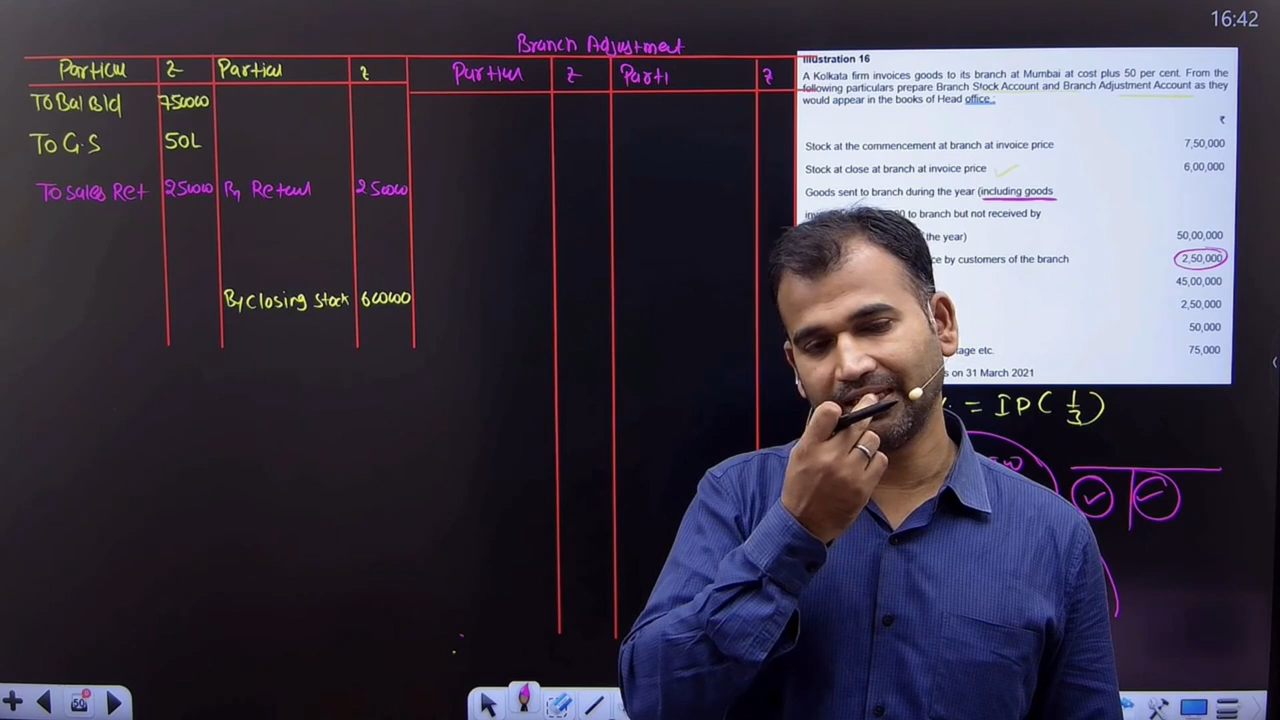 16:42
Branch Adjustment
Particul ₹ Particul ₹
Particul ₹ Parti ₹
To Bal B/d 750000
To G.S 50L
To Sales Ret 250000 By Return 250000
By Closing Stock 600000
Illustration 16
A Kolkata firm invoices goods to its branch at Mumbai at cost plus 50 per cent. From the
following particulars prepare Branch Stock Account and Branch Adjustment Account as they
would appear in the books of Head office:
₹
Stock at the commencement at branch at invoice price 7,50,000
Stock at close at branch at invoice price 6,00,000
Goods sent to branch during the year (including goods
to branch but not received by
the year) 50,00,000
ce by customers of the branch 2,50,000
45,00,000
2,50,000
50,000
tage etc. 75,000
s on 31 March 2021
= IP (1/3)
50